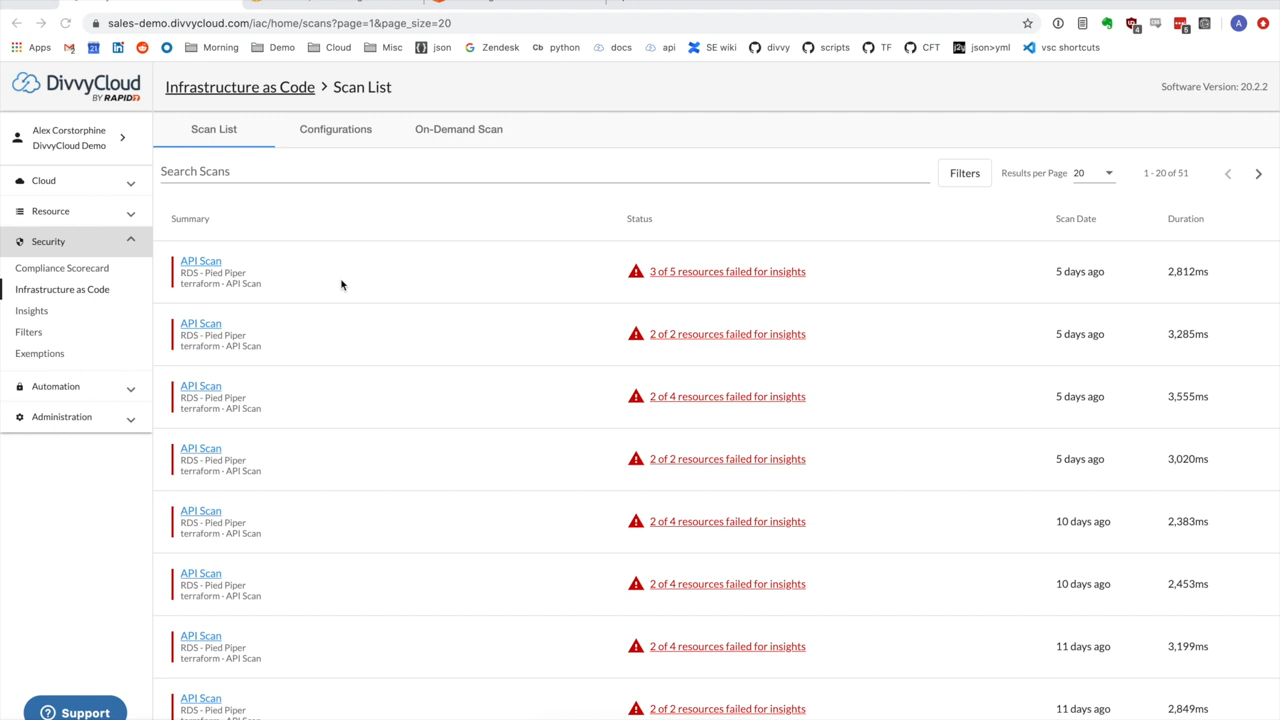 sales-demo.divvycloud.com/iac/home/scans?page=1&page_size=20
4
5
A
Apps
21
Morning
Demo
Cloud
Misc
json
Zendesk
Cb python
docs
api
SE wiki
divvy
scripts
TF
CFT
json>yml
vsc shortcuts
DivvyCloud
BY RAPID7
Infrastructure as Code > Scan List
Software Version: 20.2.2
Alex Corstorphine
DivvyCloud Demo
Cloud
Resource
Security
Compliance Scorecard
Infrastructure as Code
Insights
Filters
Exemptions
Automation
Administration
Support
Scan List
Configurations
On-Demand Scan
Search Scans
Filters
Results per Page 20
1 - 20 of 51
Summary
Status
Scan Date
Duration
API Scan
RDS - Pied Piper
terraform - API Scan
3 of 5 resources failed for insights
5 days ago
2,812ms
API Scan
RDS - Pied Piper
terraform - API Scan
2 of 2 resources failed for insights
5 days ago
3,285ms
API Scan
RDS - Pied Piper
terraform - API Scan
2 of 4 resources failed for insights
5 days ago
3,555ms
API Scan
RDS - Pied Piper
terraform - API Scan
2 of 2 resources failed for insights
5 days ago
3,020ms
API Scan
RDS - Pied Piper
terraform - API Scan
2 of 4 resources failed for insights
10 days ago
2,383ms
API Scan
RDS - Pied Piper
terraform - API Scan
2 of 4 resources failed for insights
10 days ago
2,453ms
API Scan
RDS - Pied Piper
terraform - API Scan
2 of 4 resources failed for insights
11 days ago
3,199ms
API Scan
RDS - Pied Piper
2 of 2 resources failed for insights
11 days ago
2,849ms